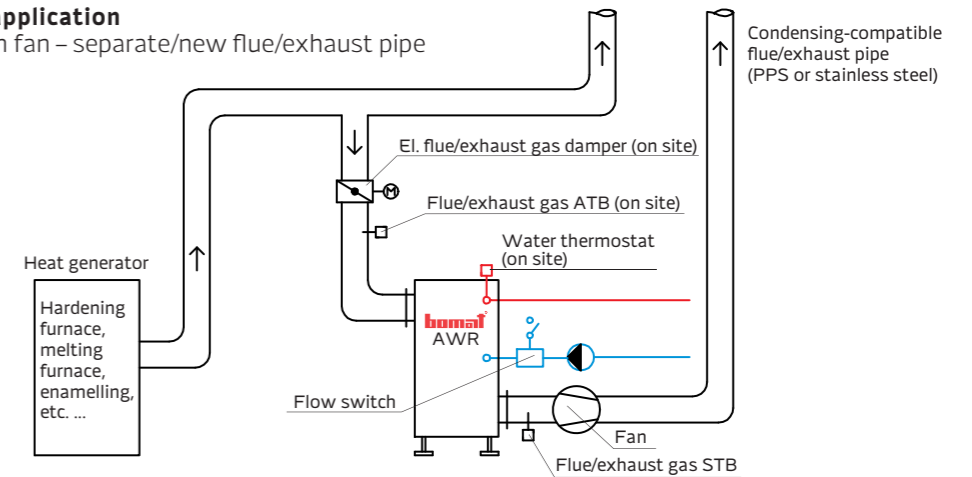 application
fan – separate/new flue/exhaust pipe
Condensing-compatible
flue/exhaust pipe
(PPS or stainless steel)
El. flue/exhaust gas damper (on site)
M
Flue/exhaust gas ATB (on site)
Water thermostat
(on site)
Heat generator
Hardening
furnace,
melting
furnace,
enamelling,
etc. ...
bomat
AWR
Flow switch
Fan
Flue/exhaust gas STB